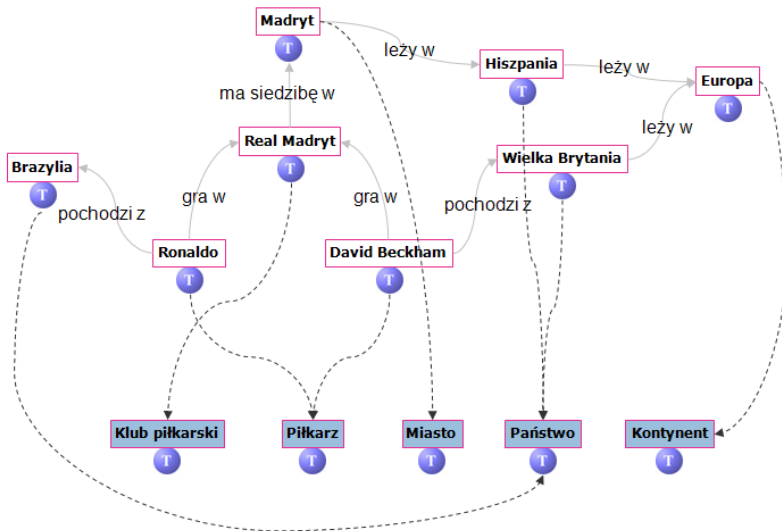 Madryt
T
leży w
Hiszpania
T
leży w
Europa
T
ma siedzibę w
leży w
Real Madryt
T
Wielka Brytania
T
Brazylia
T
pochodzi z
gra w
gra w
pochodzi z
Ronaldo
T
David Beckham
T
Klub piłkarski
T
Piłkarz
T
Miasto
T
Państwo
T
Kontynent
T